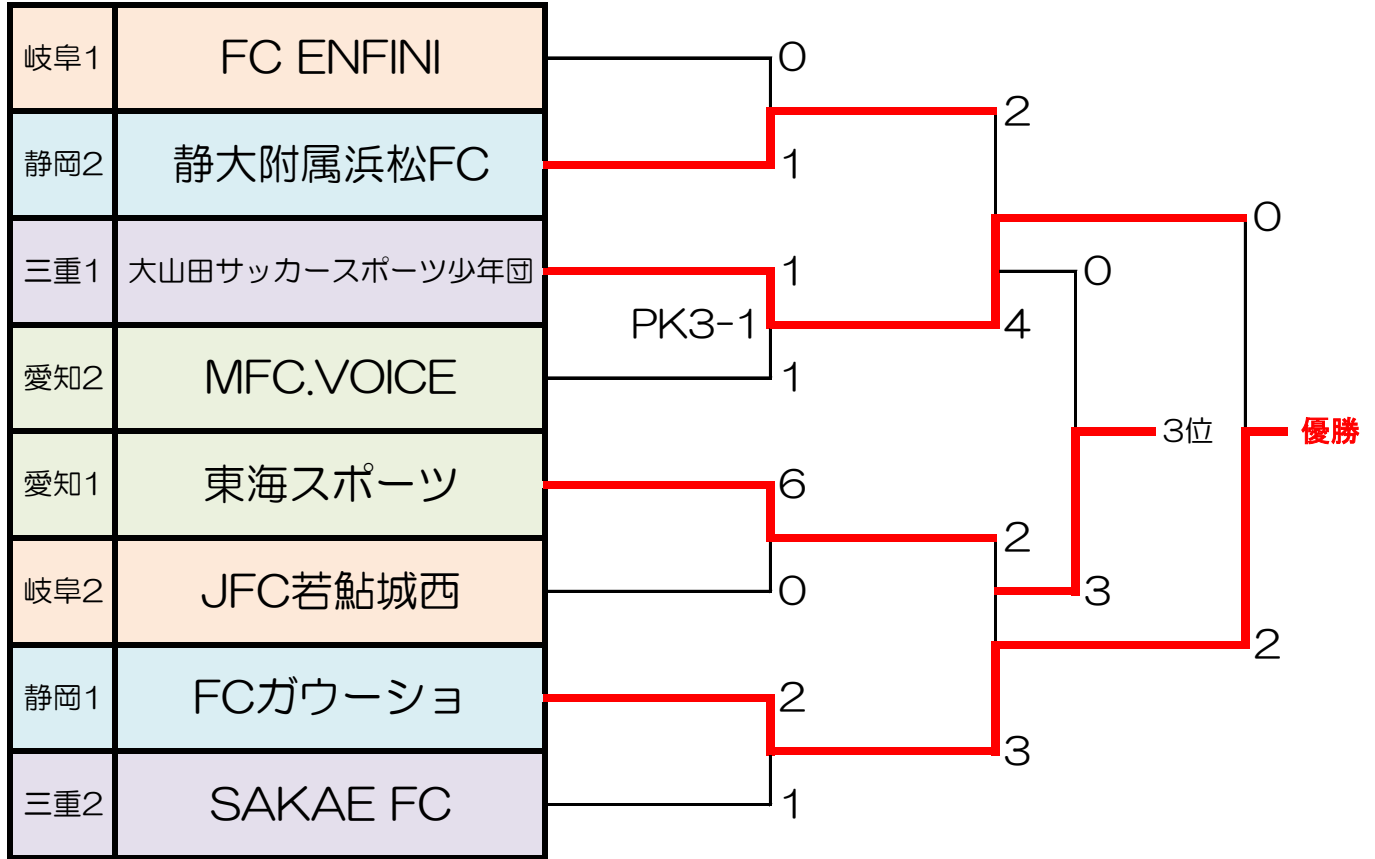 岐阜1 FC ENFINI 0
2
静岡2 静大附属浜松FC 1
0
三重1 大山田サッカースポーツ少年団 1
0
PK3-1 4
愛知2 MFC.VOICE 1
3位 優勝
愛知1 東海スポーツ 6
2
岐阜2 JFC若鮎城西 0
3
2
静岡1 FCガウーショ 2
3
三重2 SAKAE FC 1